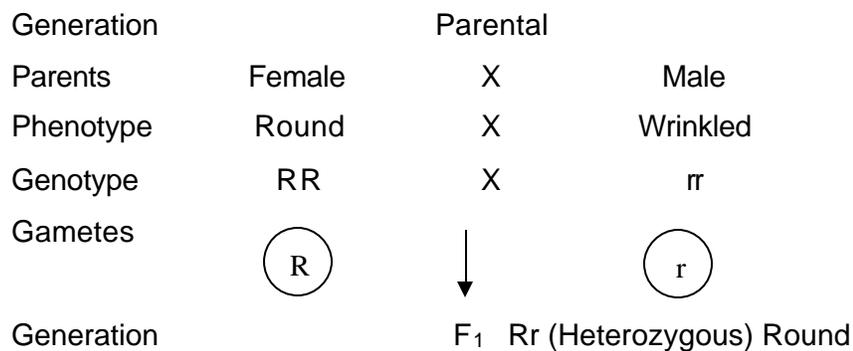 Generation Parental
Parents Female X Male
Phenotype Round X Wrinkled
Genotype RR X rr
Gametes R r
Generation F₁ Rr (Heterozygous) Round